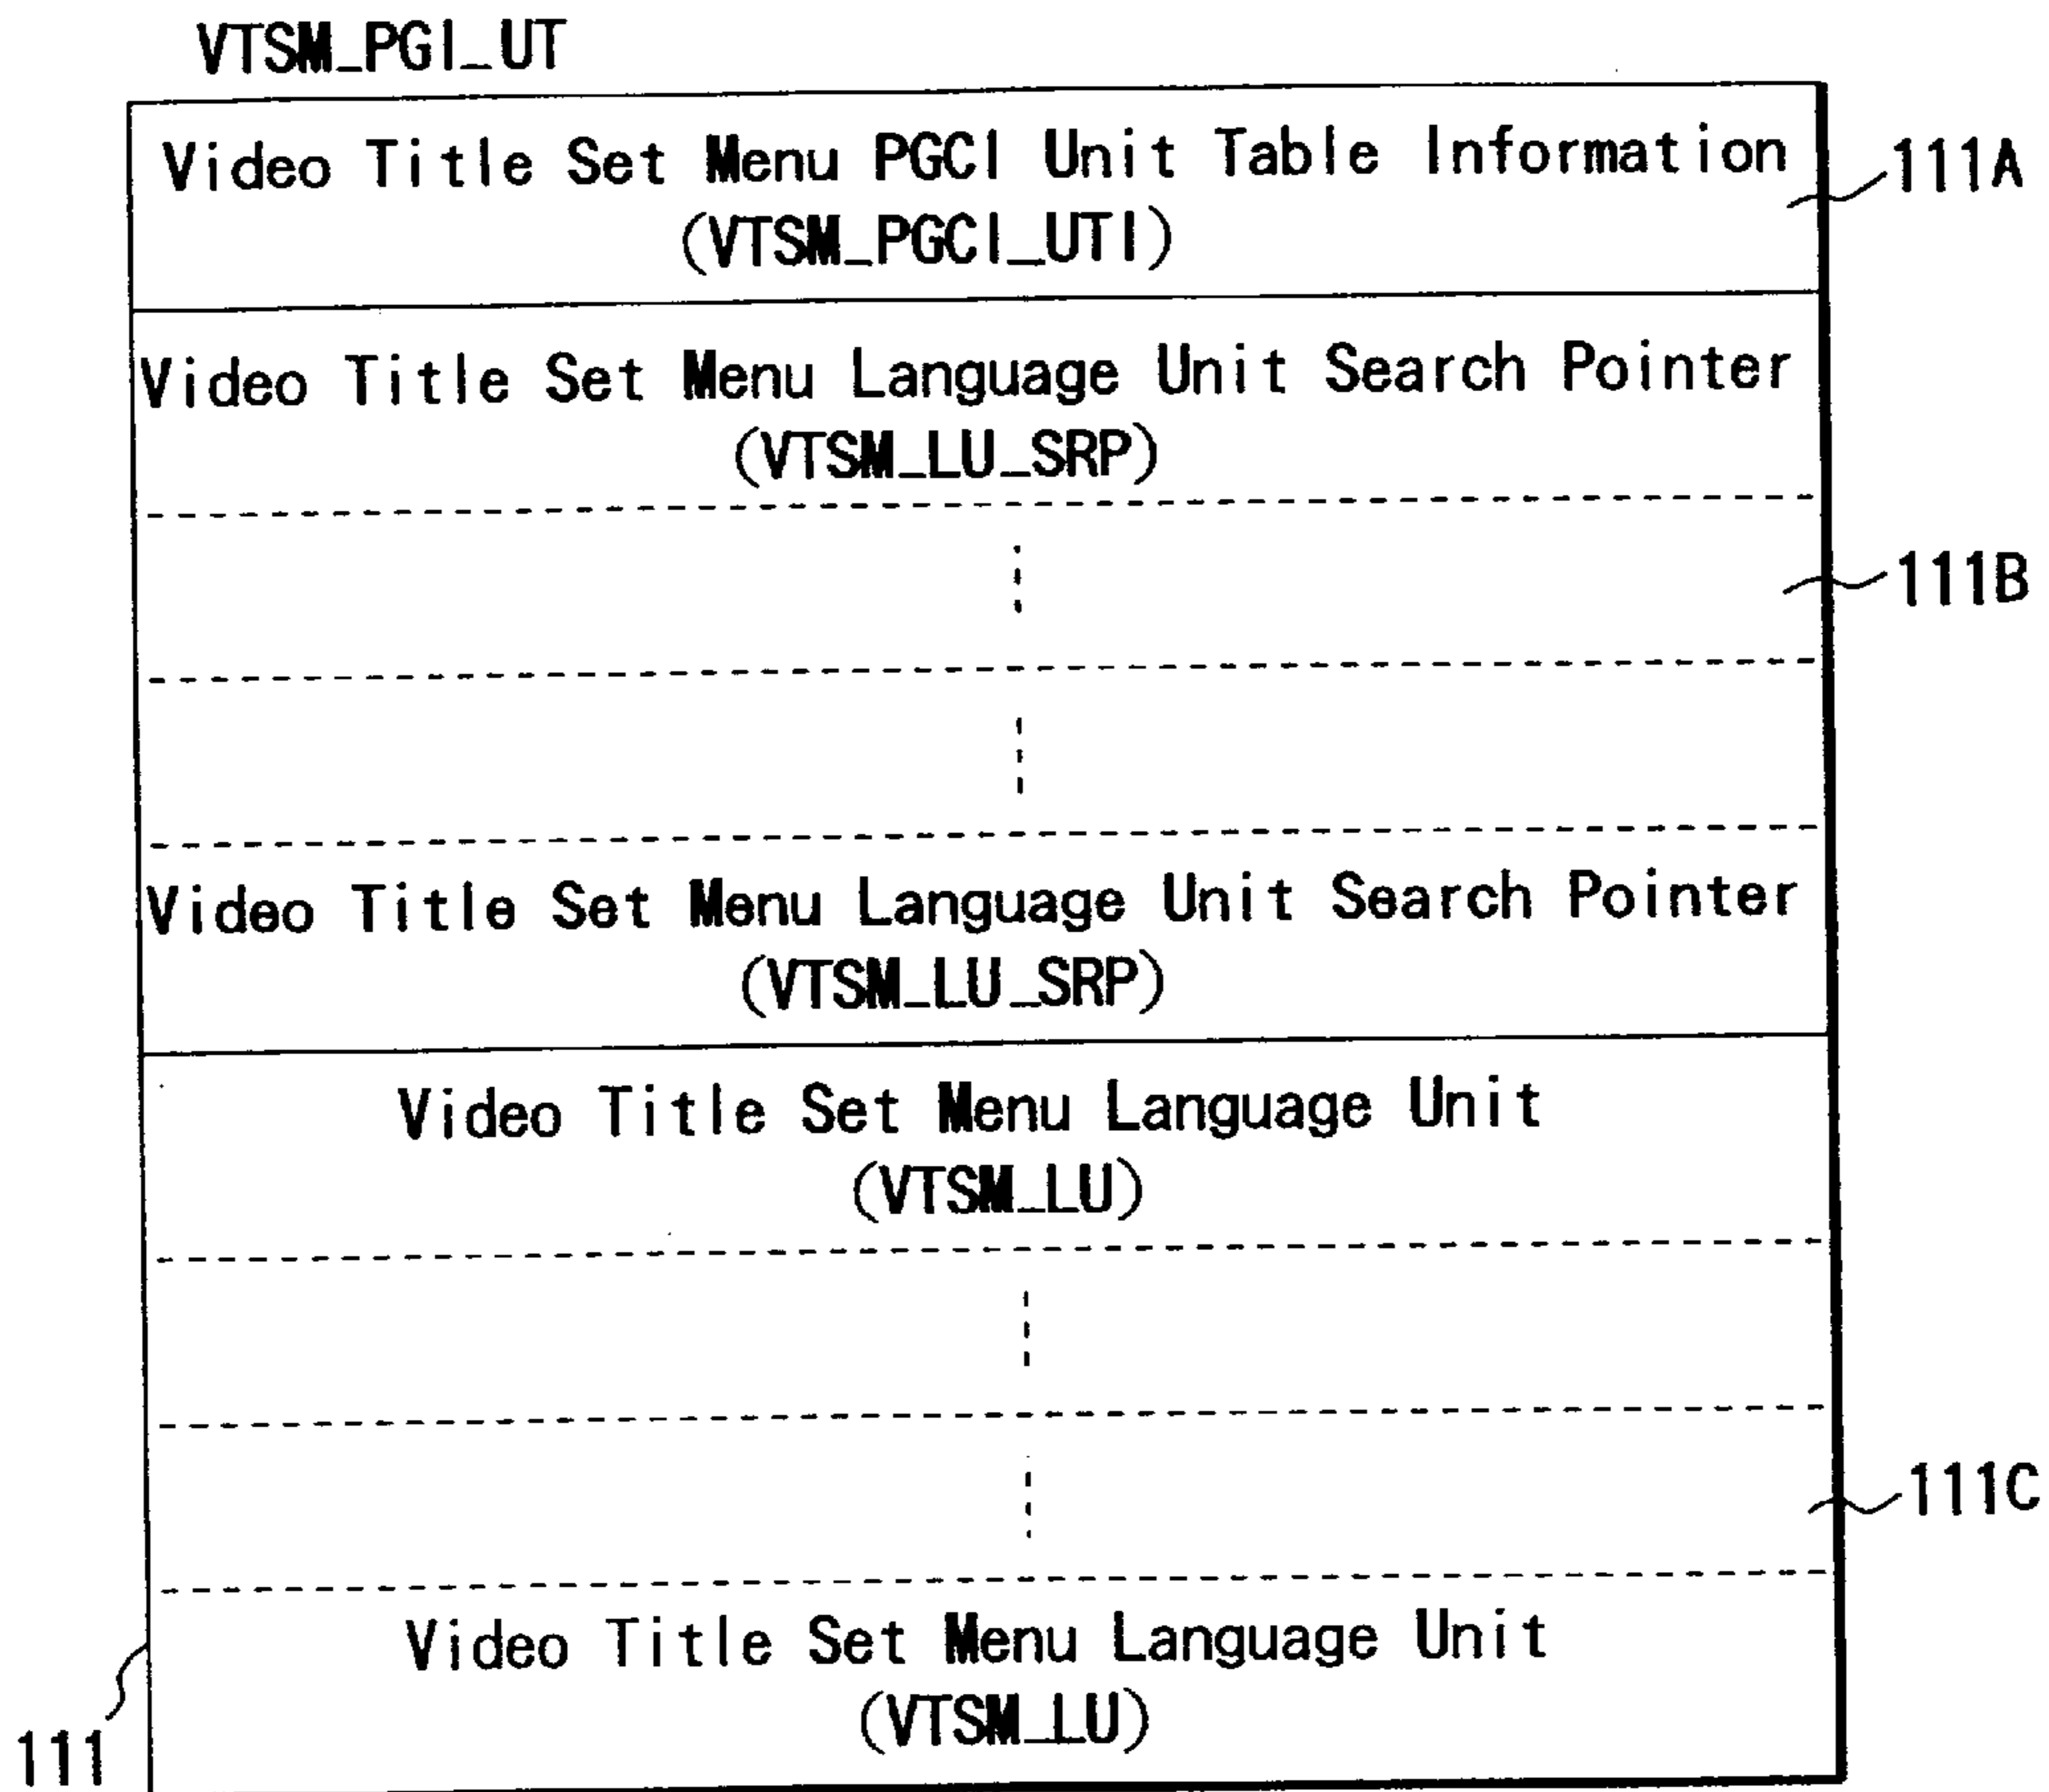 VTSM_PGI_UT
Video Title Set Menu PGCI Unit Table Information
(VTSM_PGCI_UTI)
111A
Video Title Set Menu Language Unit Search Pointer
(VTSM_LU_SRP)
111B
Video Title Set Menu Language Unit Search Pointer
(VTSM_LU_SRP)
Video Title Set Menu Language Unit
(VTSM_LU)
111C
Video Title Set Menu Language Unit
(VTSM_LU)
111